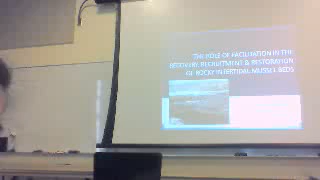 THE ROLE OF FACILITATION IN THE
RECOVERY, RECRUITMENT & RESTORATION
OF ROCKY INTERTIDAL MUSSEL BEDS